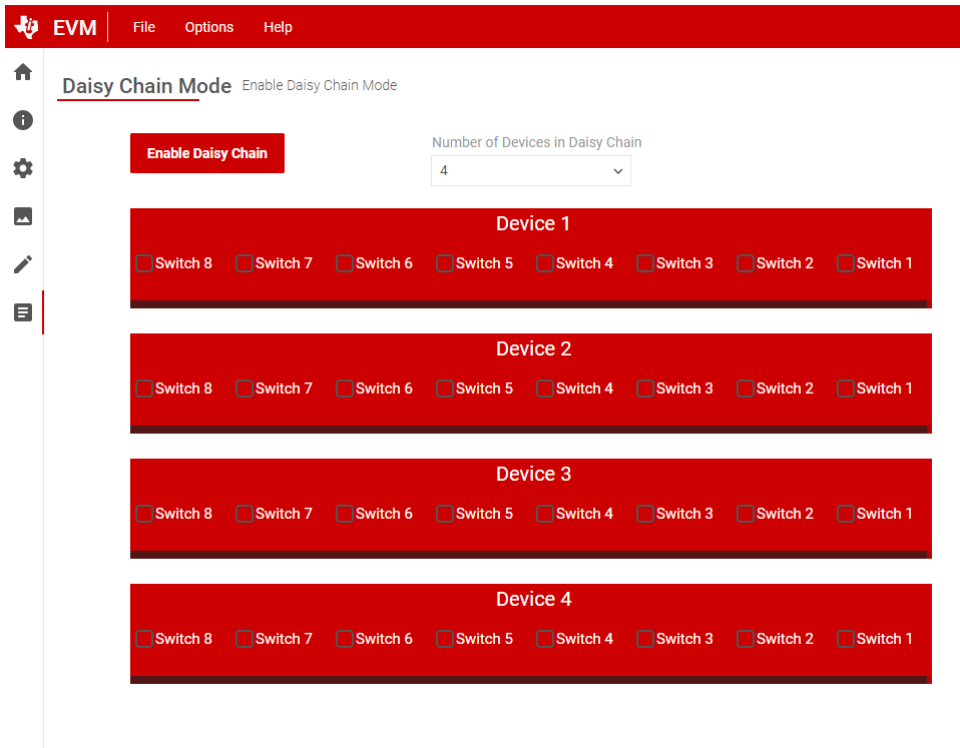 EVM File Options Help
Daisy Chain Mode Enable Daisy Chain Mode
Enable Daisy Chain
Number of Devices in Daisy Chain
4
Device 1
Switch 8 Switch 7 Switch 6 Switch 5 Switch 4 Switch 3 Switch 2 Switch 1
Device 2
Switch 8 Switch 7 Switch 6 Switch 5 Switch 4 Switch 3 Switch 2 Switch 1
Device 3
Switch 8 Switch 7 Switch 6 Switch 5 Switch 4 Switch 3 Switch 2 Switch 1
Device 4
Switch 8 Switch 7 Switch 6 Switch 5 Switch 4 Switch 3 Switch 2 Switch 1